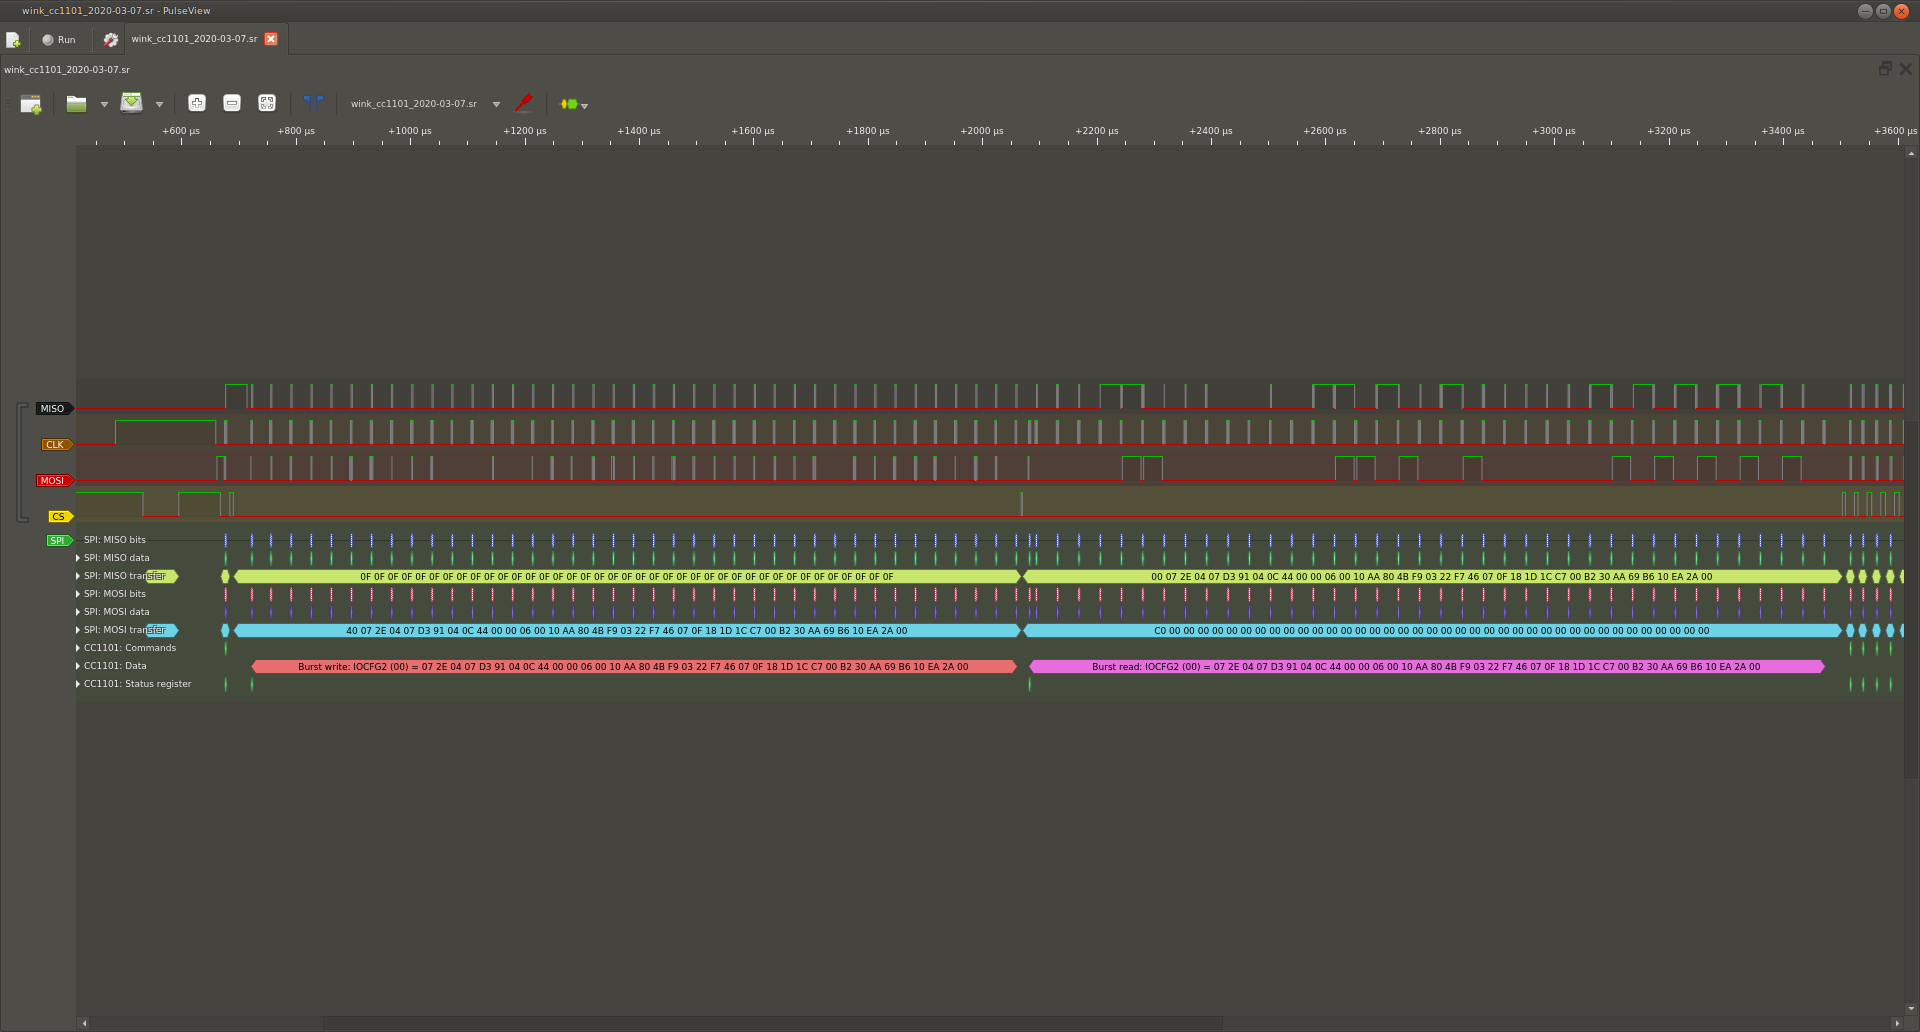 wink_cc1101_2020-03-07.sr - PulseView
Run
wink_cc1101_2020-03-07.sr
wink_cc1101_2020-03-07.sr
wink_cc1101_2020-03-07.sr
+600 µs +800 µs +1000 µs +1200 µs +1400 µs +1600 µs +1800 µs +2000 µs +2200 µs +2400 µs +2600 µs +2800 µs +3000 µs +3200 µs +3400 µs +3600 µs
MISO
CLK
MOSI
CS
SPI SPI: MISO bits
SPI: MISO data
SPI: MISO transfer 0F 0F 0F 0F 0F 0F 0F 0F 0F 0F 0F 0F 0F 0F 0F 0F 0F 0F 0F 0F 0F 0F 0F 0F 0F 0F 0F 0F 0F 0F 0F 0F 0F 0F 0F 0F 0F 0F 0F 00 07 2E 04 07 D3 91 04 0C 44 00 00 06 00 10 AA 80 4B F9 03 22 F7 46 07 0F 18 1D 1C C7 00 B2 30 AA 69 B6 10 EA 2A 00
SPI: MOSI bits
SPI: MOSI data
SPI: MOSI transfer 40 07 2E 04 07 D3 91 04 0C 44 00 00 06 00 10 AA 80 4B F9 03 22 F7 46 07 0F 18 1D 1C C7 00 B2 30 AA 69 B6 10 EA 2A 00 C0 00 00 00 00 00 00 00 00 00 00 00 00 00 00 00 00 00 00 00 00 00 00 00 00 00 00 00 00 00 00 00 00 00 00 00 00 00 00
CC1101: Commands
CC1101: Data Burst write: IOCFG2 (00) = 07 2E 04 07 D3 91 04 0C 44 00 00 06 00 10 AA 80 4B F9 03 22 F7 46 07 0F 18 1D 1C C7 00 B2 30 AA 69 B6 10 EA 2A 00 Burst read: IOCFG2 (00) = 07 2E 04 07 D3 91 04 0C 44 00 00 06 00 10 AA 80 4B F9 03 22 F7 46 07 0F 18 1D 1C C7 00 B2 30 AA 69 B6 10 EA 2A 00
CC1101: Status register